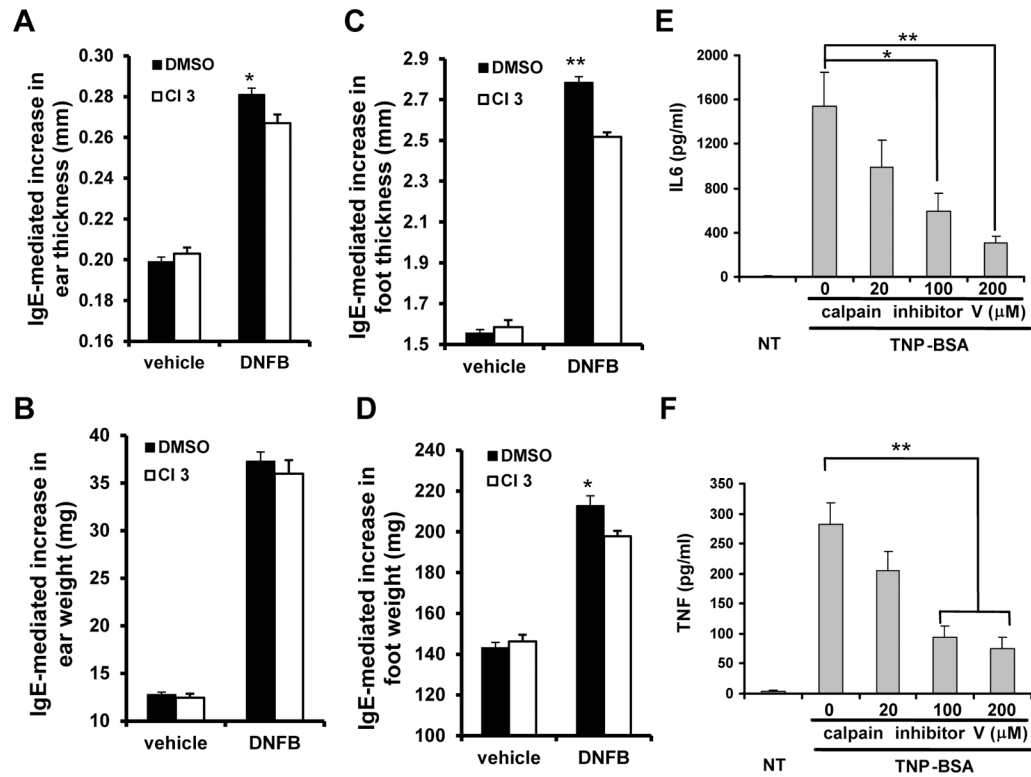 A
IgE-mediated increase in
ear thickness (mm)
0.30
0.28
0.26
0.24
0.22
0.20
0.18
0.16
DMSO
CI 3
*
vehicle
DNFB
B
IgE-mediated increase in
ear weight (mg)
40
35
30
25
20
15
10
DMSO
CI 3
vehicle
DNFB
C
IgE-mediated increase in
foot thickness (mm)
2.9
2.7
2.5
2.3
2.1
1.9
1.7
1.5
DMSO
CI 3
**
vehicle
DNFB
D
IgE-mediated increase in
foot weight (mg)
240
220
200
180
160
140
120
100
DMSO
CI 3
*
vehicle
DNFB
E
IL6 (pg/ml)
2000
1600
1200
800
400
0
**
*
0 20 100 200
calpain inhibitor V (μM)
NT TNP-BSA
F
TNF (pg/ml)
350
300
250
200
150
100
50
0
**
0 20 100 200
calpain inhibitor V (μM)
NT TNP-BSA